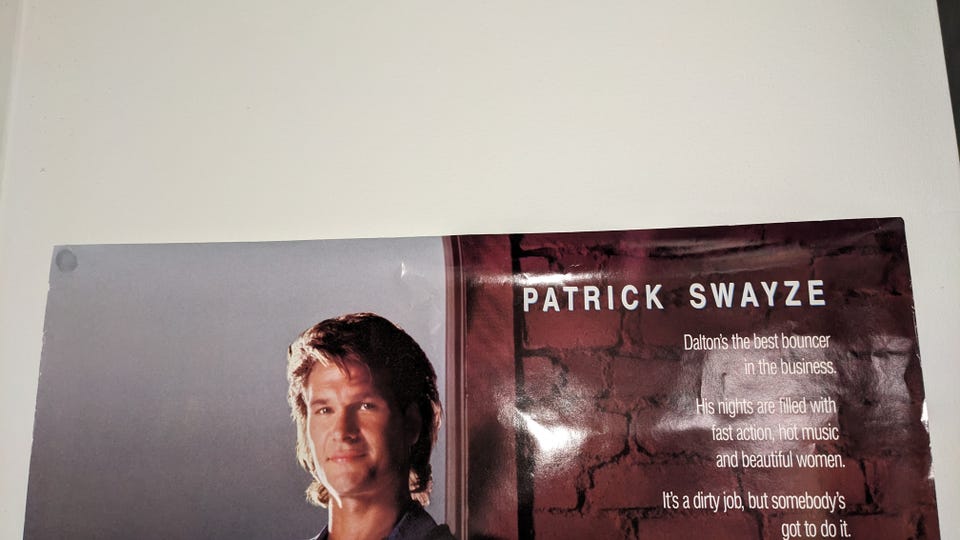 PATRICK SWAYZE
Dalton's the best bouncer
in the business.
His nights are filled with
fast action, hot music
and beautiful women.
It's a dirty job, but somebody's
got to do it.